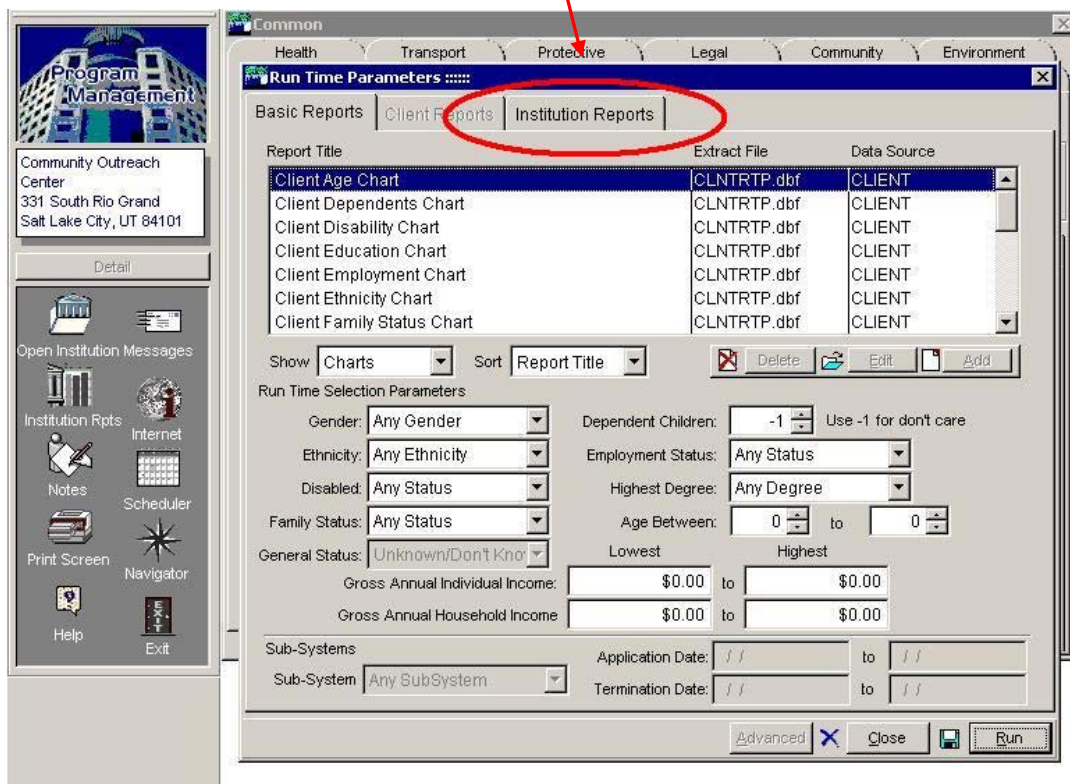 Program
Management
Community Outreach
Center
331 South Rio Grand
Salt Lake City, UT 84101
Detail
Open Institution Messages
Institution Rpts
Internet
Notes
Scheduler
Print Screen
Navigator
Help
EXIT
Exit
Common
Health Transport Protective Legal Community Environment
Run Time Parameters ::::::
Basic Reports Client Reports Institution Reports
Report Title Extract File Data Source
Client Age Chart CLNTRTP.dbf CLIENT
Client Dependents Chart CLNTRTP.dbf CLIENT
Client Disability Chart CLNTRTP.dbf CLIENT
Client Education Chart CLNTRTP.dbf CLIENT
Client Employment Chart CLNTRTP.dbf CLIENT
Client Ethnicity Chart CLNTRTP.dbf CLIENT
Client Family Status Chart CLNTRTP.dbf CLIENT
Show Charts Sort Report Title Delete Edit Add
Run Time Selection Parameters
Gender: Any Gender Dependent Children: -1 Use -1 for don't care
Ethnicity: Any Ethnicity Employment Status: Any Status
Disabled: Any Status Highest Degree: Any Degree
Family Status: Any Status Age Between: 0 to 0
General Status: Unknown/Don't Kno Lowest Highest
Gross Annual Individual Income: $0.00 to $0.00
Gross Annual Household Income $0.00 to $0.00
Sub-Systems
Application Date: / / to / /
Sub-System Any SubSystem
Termination Date: / / to / /
Advanced Close Run